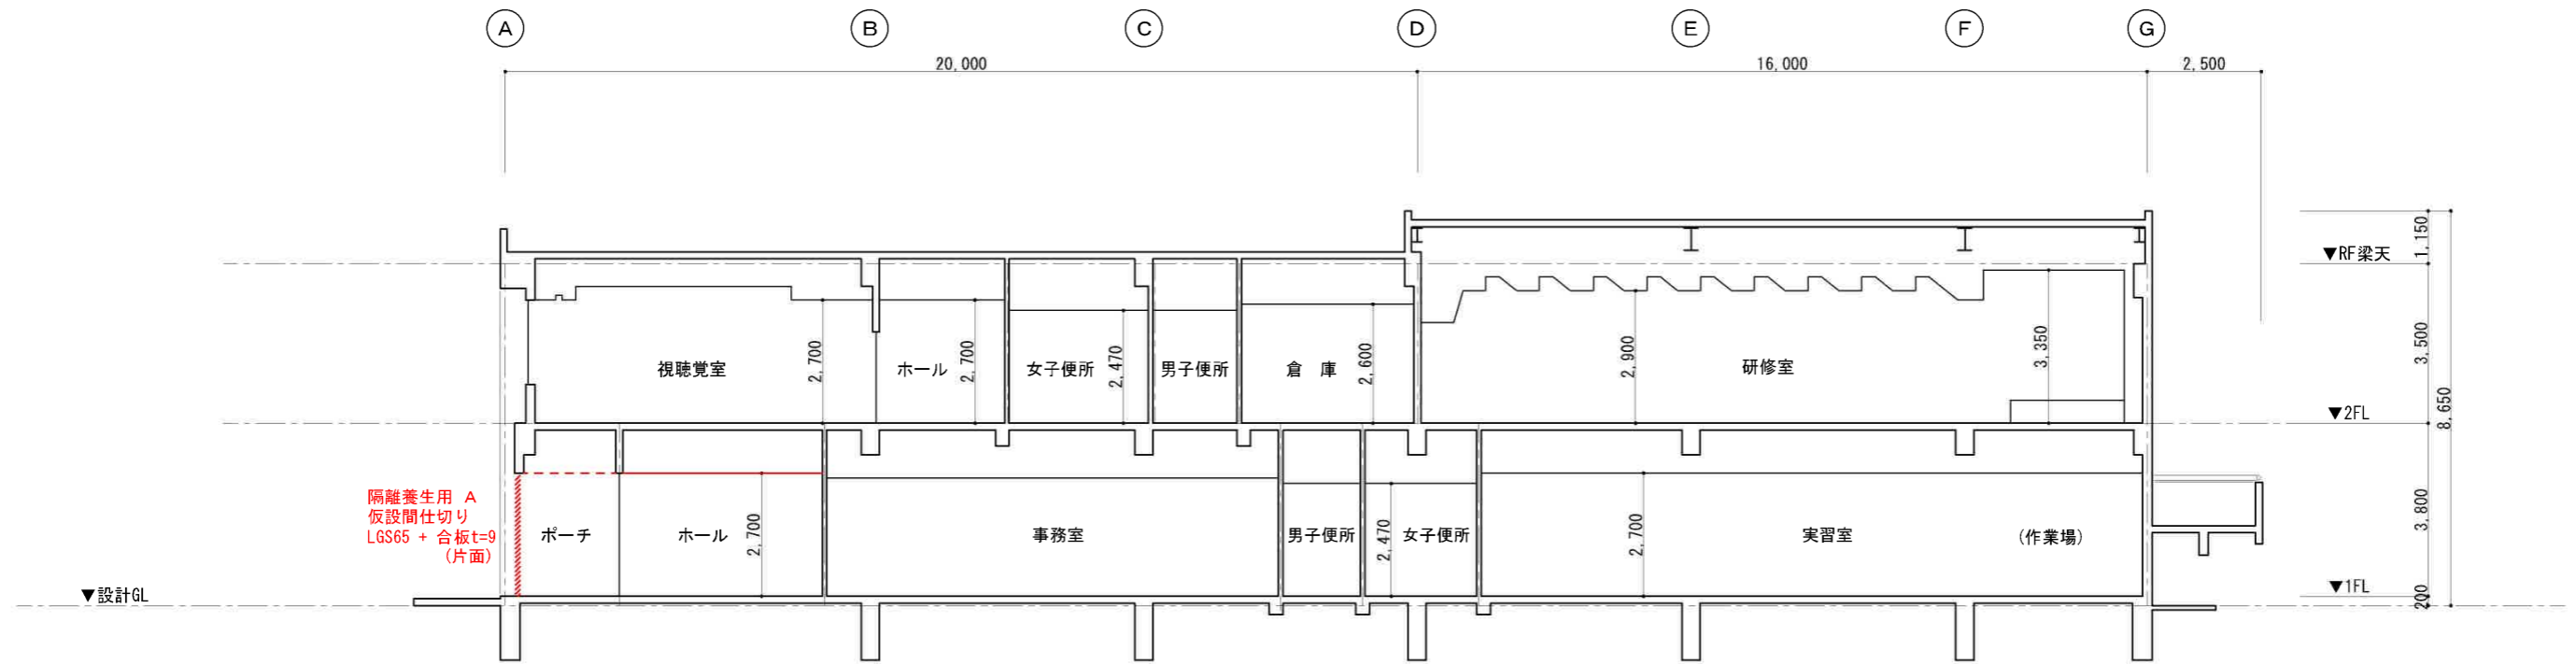 A B C D E F G
20,000 16,000 2,500
1,150
▼RF梁天
3,500
8,650
視聴覚室 2,700 ホール 2,700 女子便所 2,470 男子便所 倉　庫 2,600 2,900 研修室 3,350
▼2FL
隔離養生用 A
仮設間仕切り
LGS65 + 合板t=9
(片面)
ポーチ ホール 2,700 事務室 男子便所 2,470 女子便所 2,700 実習室 (作業場)
3,800
▼設計GL
▼1FL
200